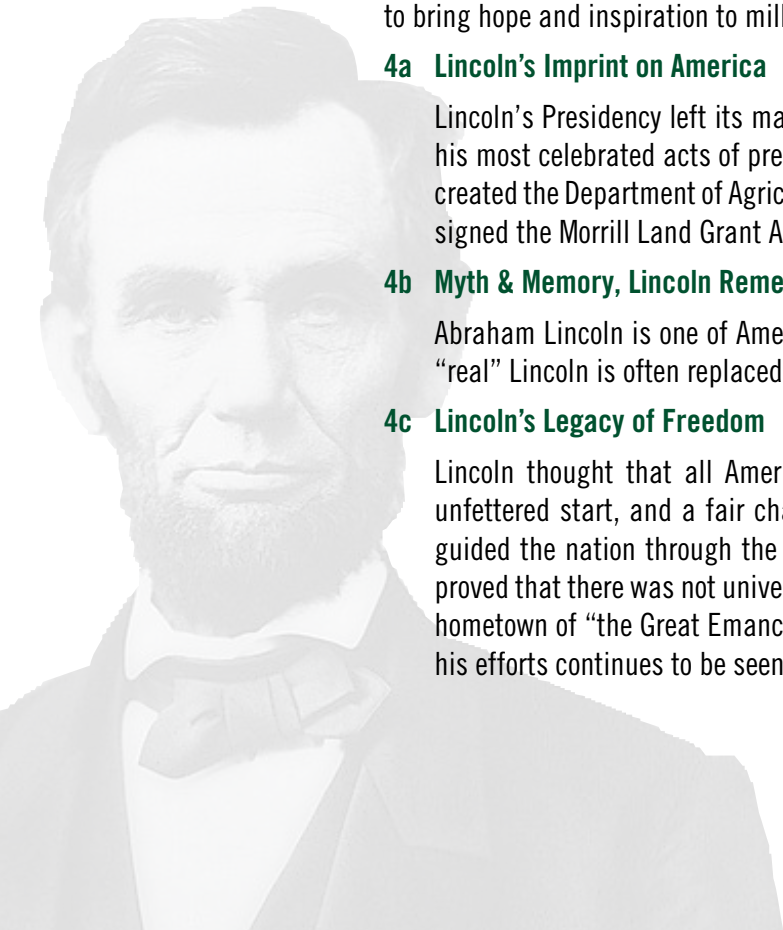 to bring hope and inspiration to mill
4a Lincoln’s Imprint on America
Lincoln’s Presidency left its ma
his most celebrated acts of pre
created the Department of Agric
signed the Morrill Land Grant A
4b Myth & Memory, Lincoln Reme
Abraham Lincoln is one of Ame
“real” Lincoln is often replaced
4c Lincoln’s Legacy of Freedom
Lincoln thought that all Amer
unfettered start, and a fair cha
guided the nation through the
proved that there was not unive
hometown of “the Great Emanc
his efforts continues to be seen